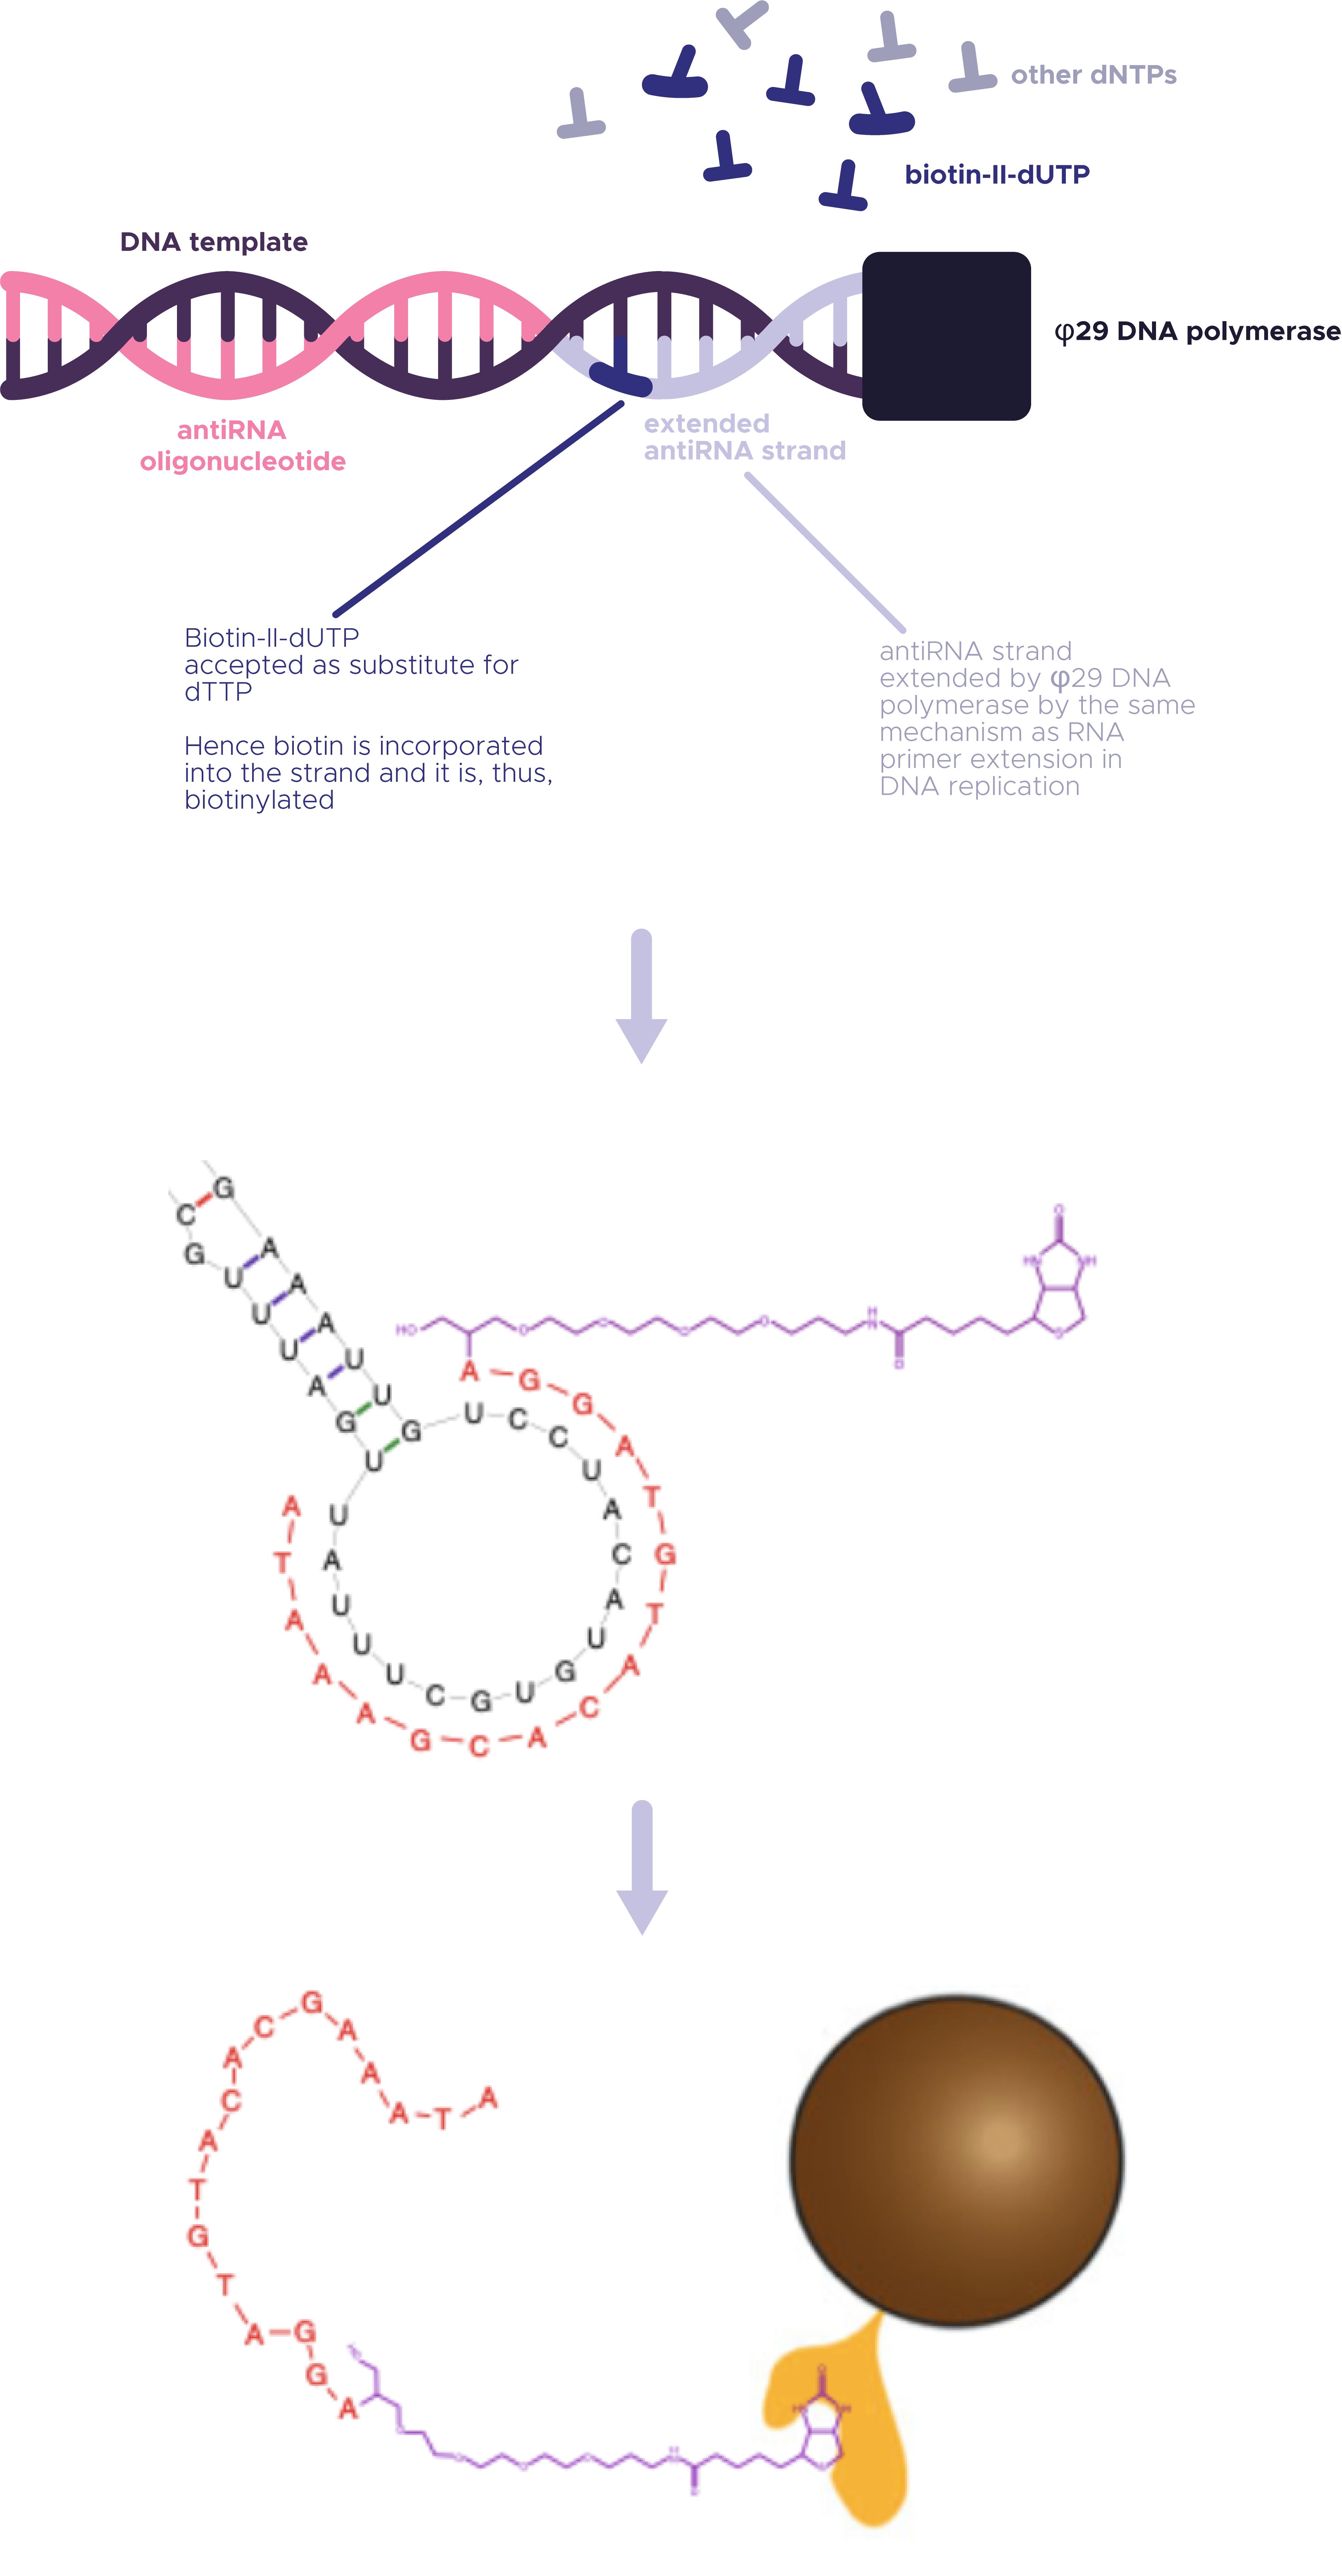 other dNTPs
biotin-II-dUTP
DNA template
φ29 DNA polymerase
antiRNA
oligonucleotide
extended
antiRNA strand
Biotin-II-dUTP
accepted as substitute for
dTTP
Hence biotin is incorporated
into the strand and it is, thus,
biotinylated
antiRNA strand
extended by φ29 DNA
polymerase by the same
mechanism as RNA
primer extension in
DNA replication
G A A A U U G U C C U A C A U G U G C U U U A U U G A U U U G C
HO O O O O H N O O HN NH S
A G G A T G T A C A C G A A A T A
A T A A A G C A C A T G T A G G A